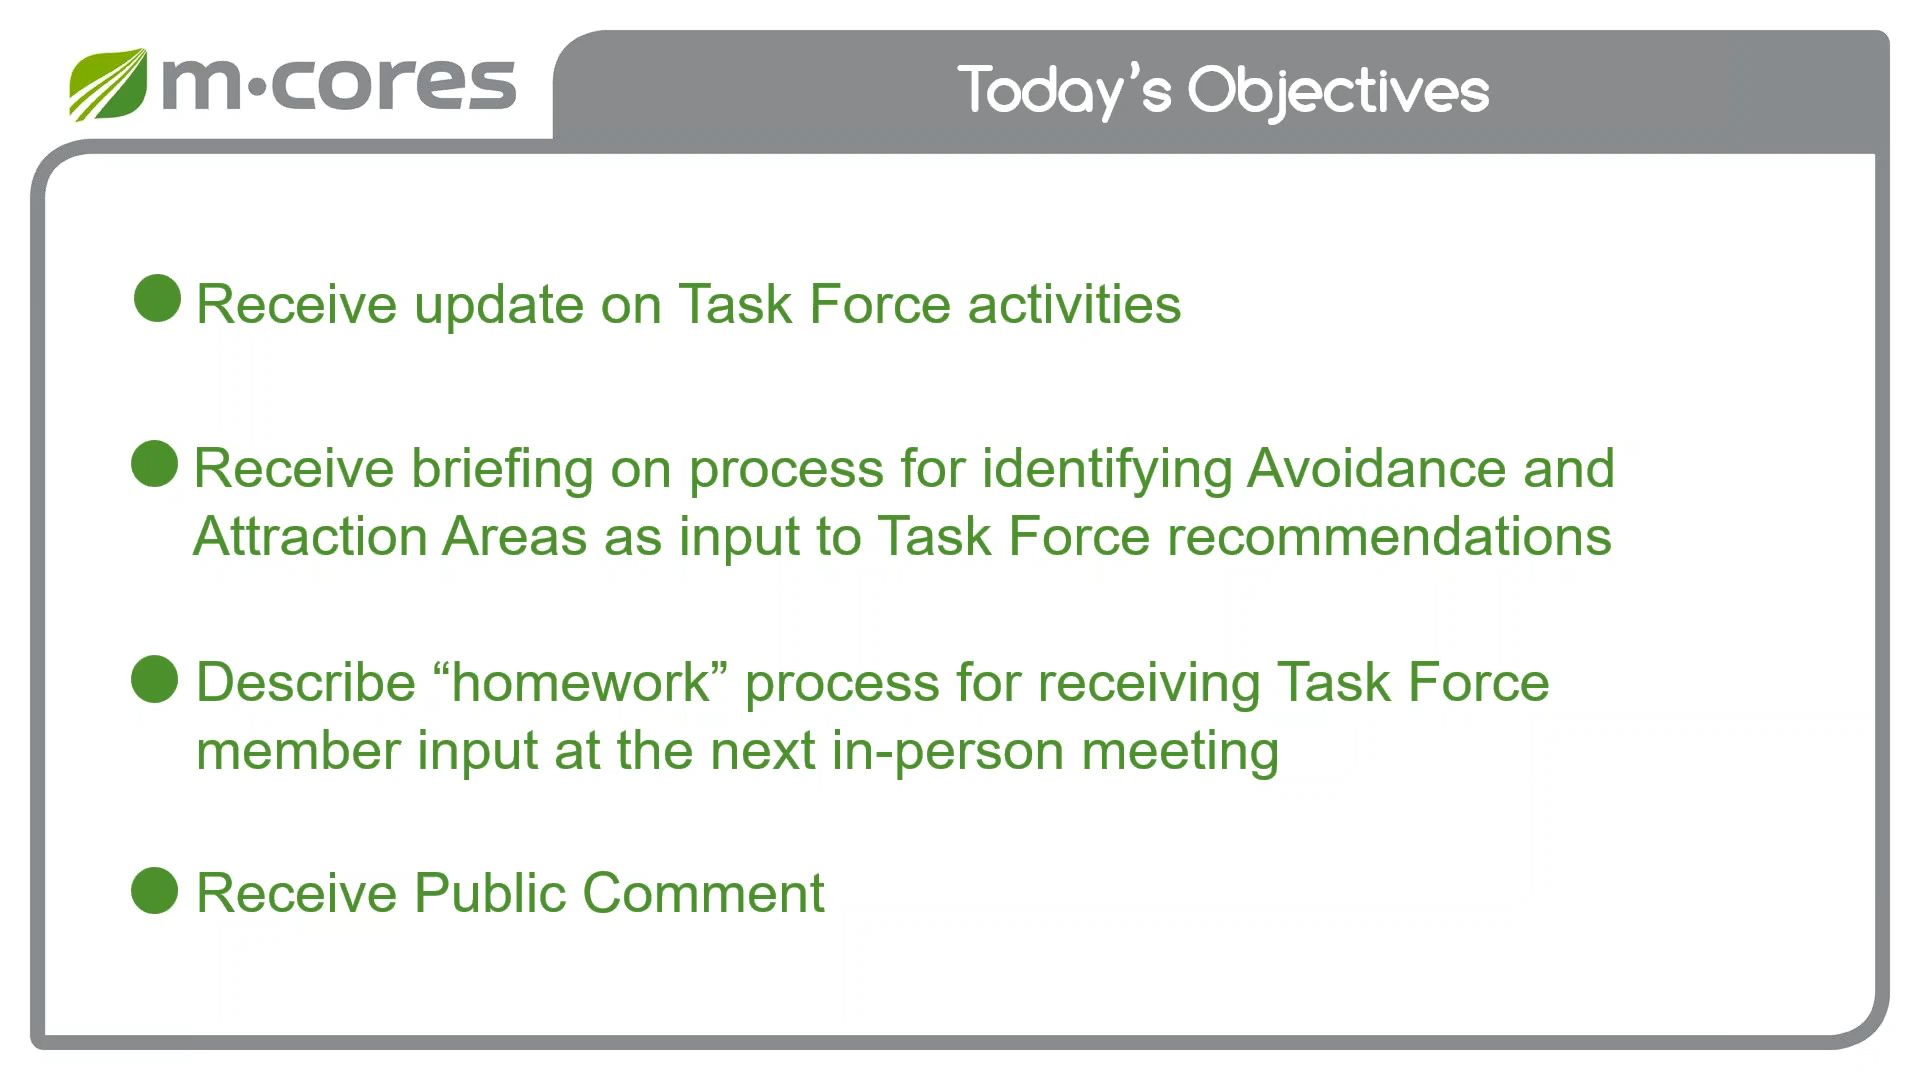 m·cores
Today’s Objectives
Receive update on Task Force activities
Receive briefing on process for identifying Avoidance and
Attraction Areas as input to Task Force recommendations
Describe “homework” process for receiving Task Force
member input at the next in-person meeting
Receive Public Comment